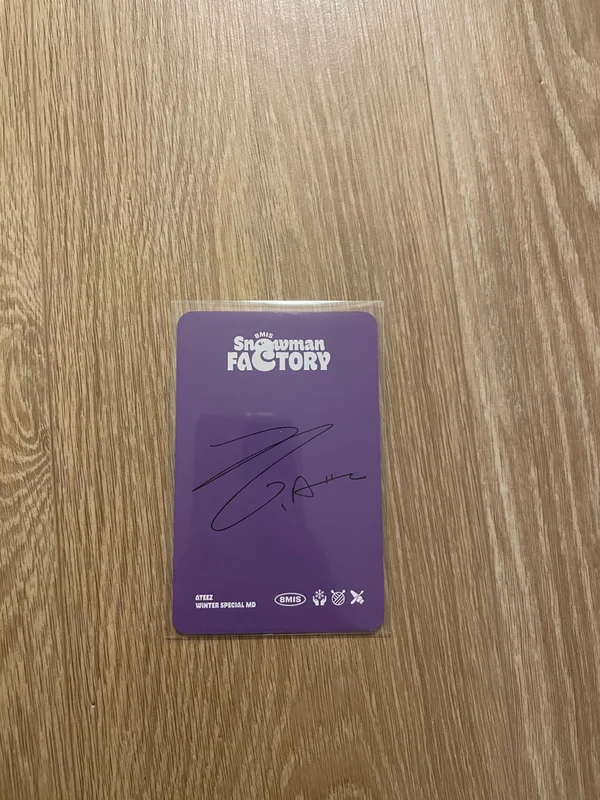 BMIS
Snowman
FACTORY
ATEEZ
WINTER SPECIAL MD
BMIS